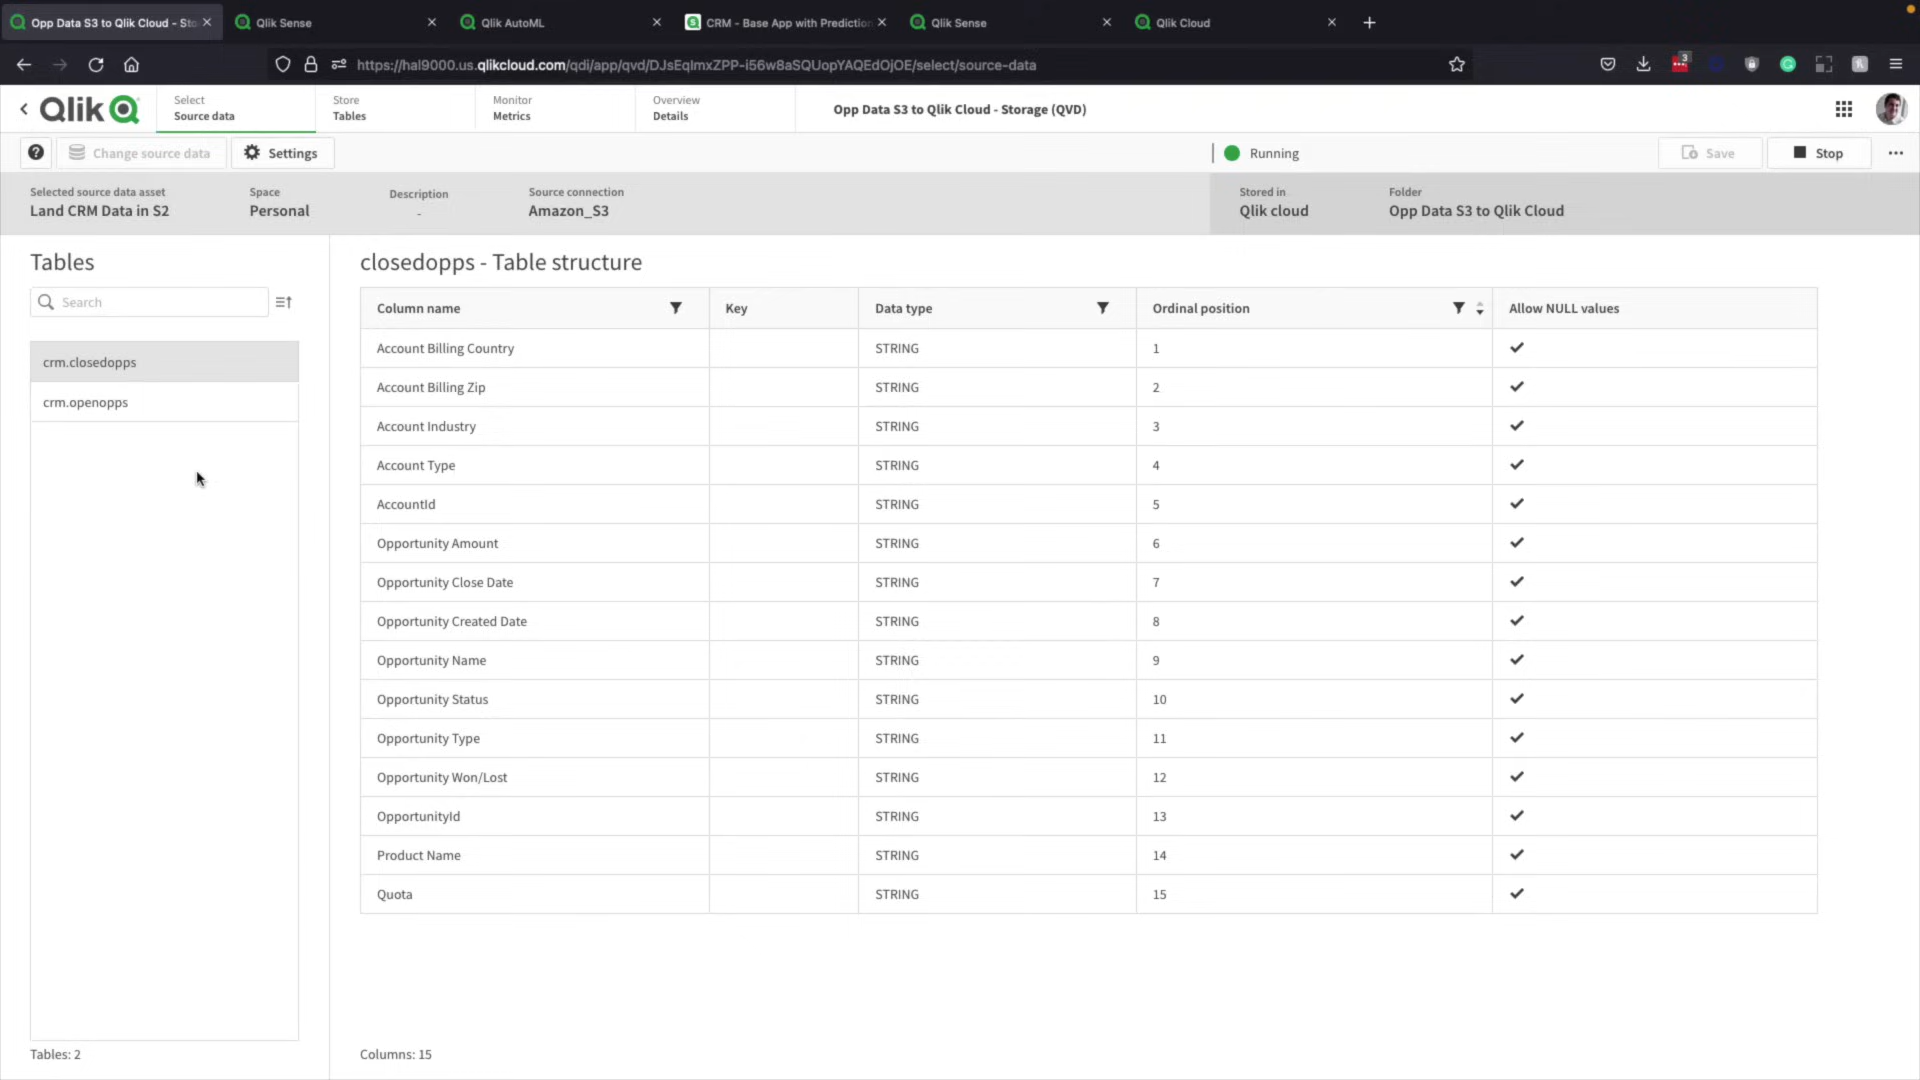 Opp Data S3 to Qlik Cloud - Sto
Qlik Sense
Qlik AutoML
CRM - Base App with Prediction
Qlik Sense
Qlik Cloud
https://hal9000.us.qlikcloud.com/qdi/app/qvd/DJsEqImxZPP-i56w8aSQUopYAQEdOjOE/select/source-data
3
Qlik
Select
Source data
Store
Tables
Monitor
Metrics
Overview
Details
Opp Data S3 to Qlik Cloud - Storage (QVD)
Change source data
Settings
Running
Save
Stop
Selected source data asset
Land CRM Data in S2
Space
Personal
Description
-
Source connection
Amazon_S3
Stored in
Qlik cloud
Folder
Opp Data S3 to Qlik Cloud
Tables
Search
crm.closedopps
crm.openopps
Tables: 2
closedopps - Table structure
Column name Key Data type Ordinal position Allow NULL values
Account Billing Country STRING 1
Account Billing Zip STRING 2
Account Industry STRING 3
Account Type STRING 4
AccountId STRING 5
Opportunity Amount STRING 6
Opportunity Close Date STRING 7
Opportunity Created Date STRING 8
Opportunity Name STRING 9
Opportunity Status STRING 10
Opportunity Type STRING 11
Opportunity Won/Lost STRING 12
OpportunityId STRING 13
Product Name STRING 14
Quota STRING 15
Columns: 15